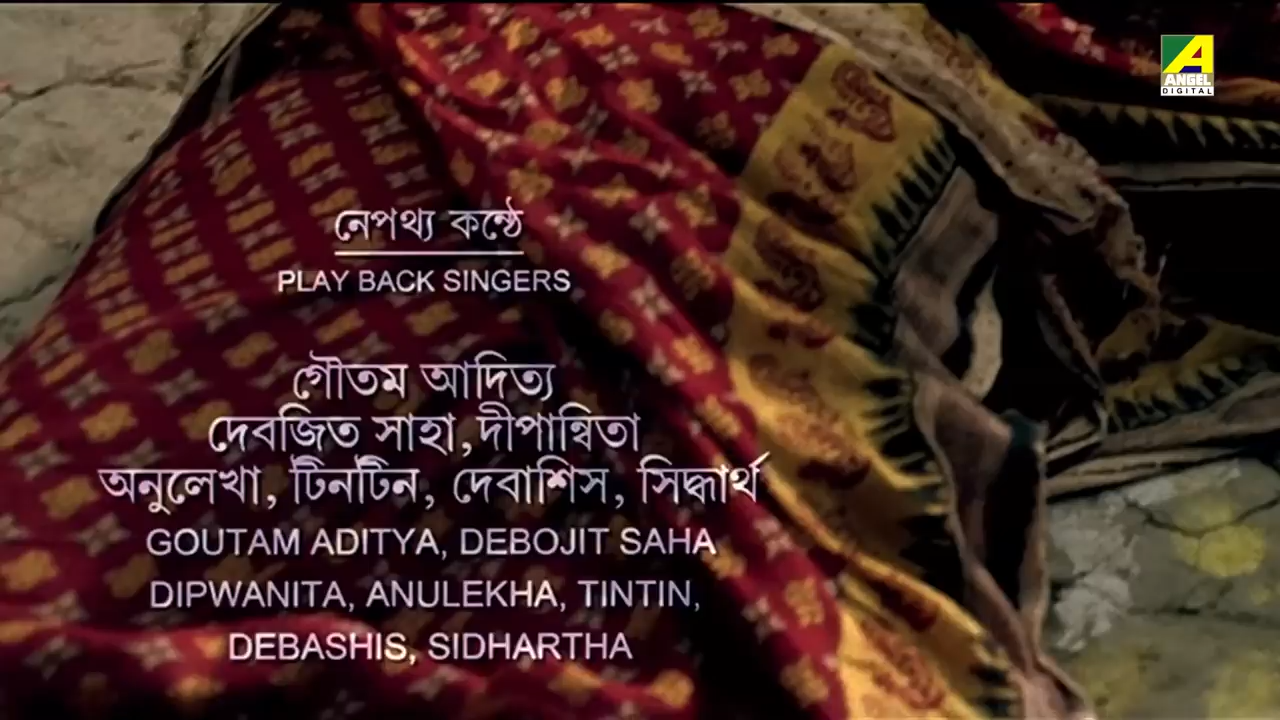 ANGEL
DIGITAL
নেপথ্য কন্ঠে
PLAY BACK SINGERS
গৌতম আদিত্য
দেবজিত সাহা, দীপান্বিতা
অনুলেখা, টিনটিন, দেবাশিস, সিদ্ধার্থ
GOUTAM ADITYA, DEBOJIT SAHA
DIPWANITA, ANULEKHA, TINTIN,
DEBASHIS, SIDHARTHA